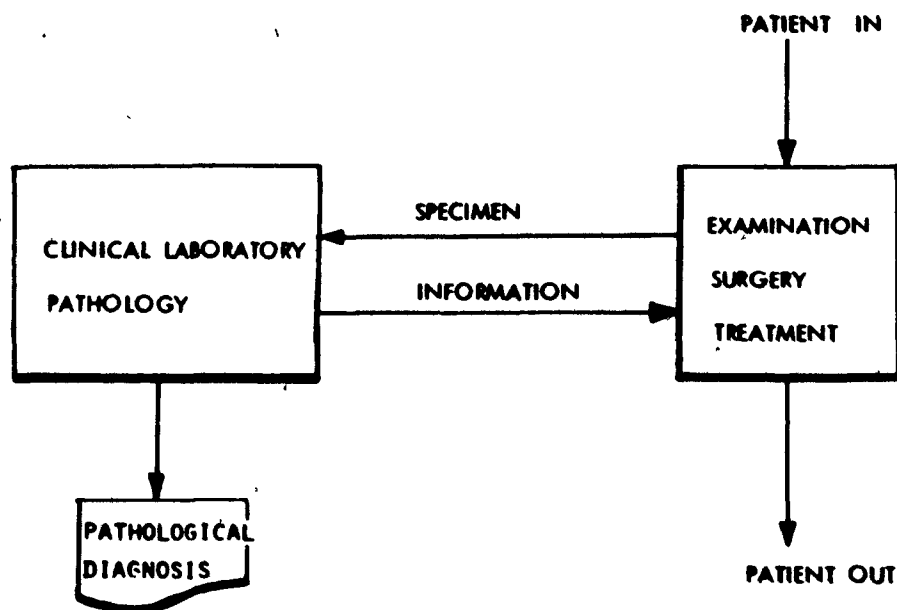 PATIENT IN
SPECIMEN
CLINICAL LABORATORY
PATHOLOGY
INFORMATION
EXAMINATION
SURGERY
TREATMENT
PATHOLOGICAL
DIAGNOSIS
PATIENT OUT